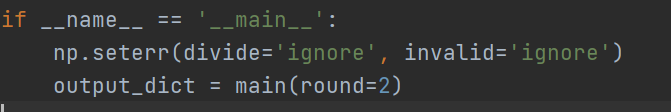 if __name__ == '__main__':
    np.seterr(divide='ignore', invalid='ignore')
    output_dict = main(round=2)